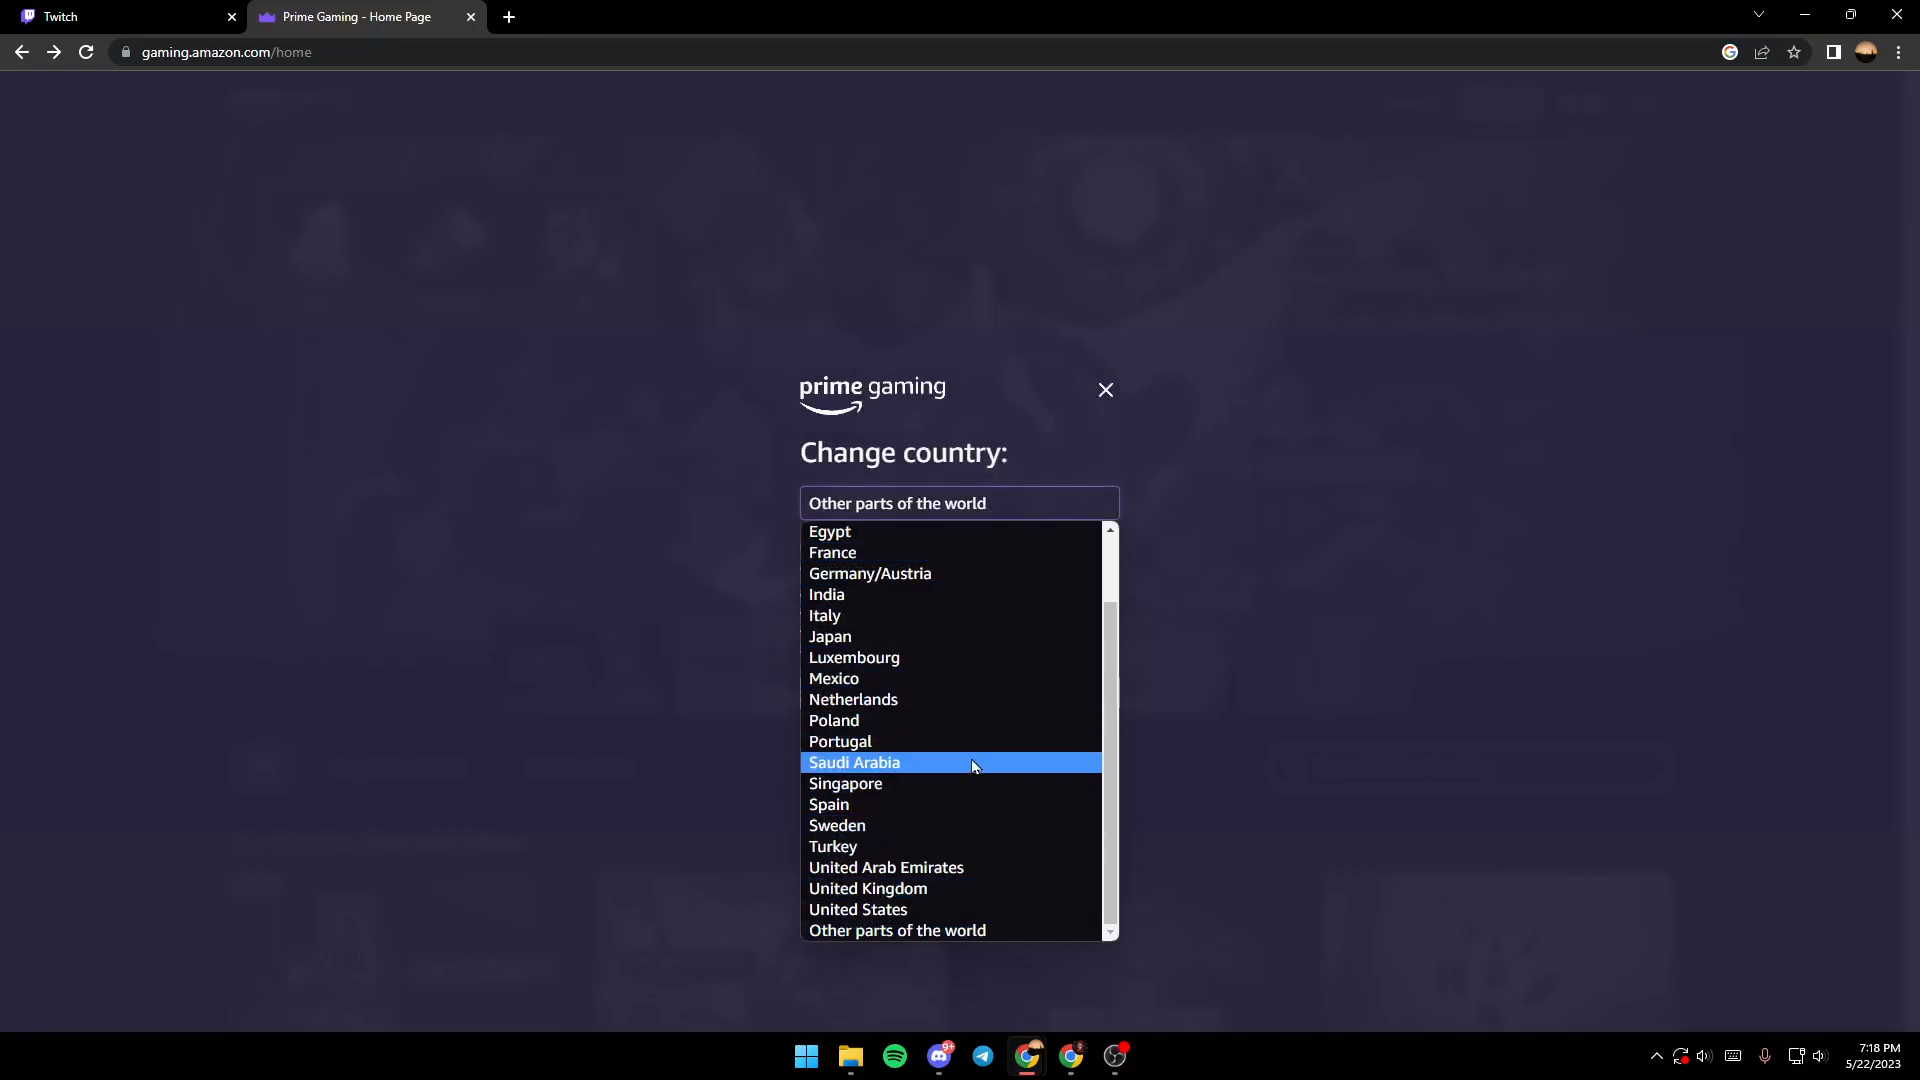 Twitch
Prime Gaming - Home Page
gaming.amazon.com/home
prime gaming
Change country:
Other parts of the world
Egypt
France
Germany/Austria
India
Italy
Japan
Luxembourg
Mexico
Netherlands
Poland
Portugal
Saudi Arabia
Singapore
Spain
Sweden
Turkey
United Arab Emirates
United Kingdom
United States
Other parts of the world
9+
7:18 PM
5/22/2023